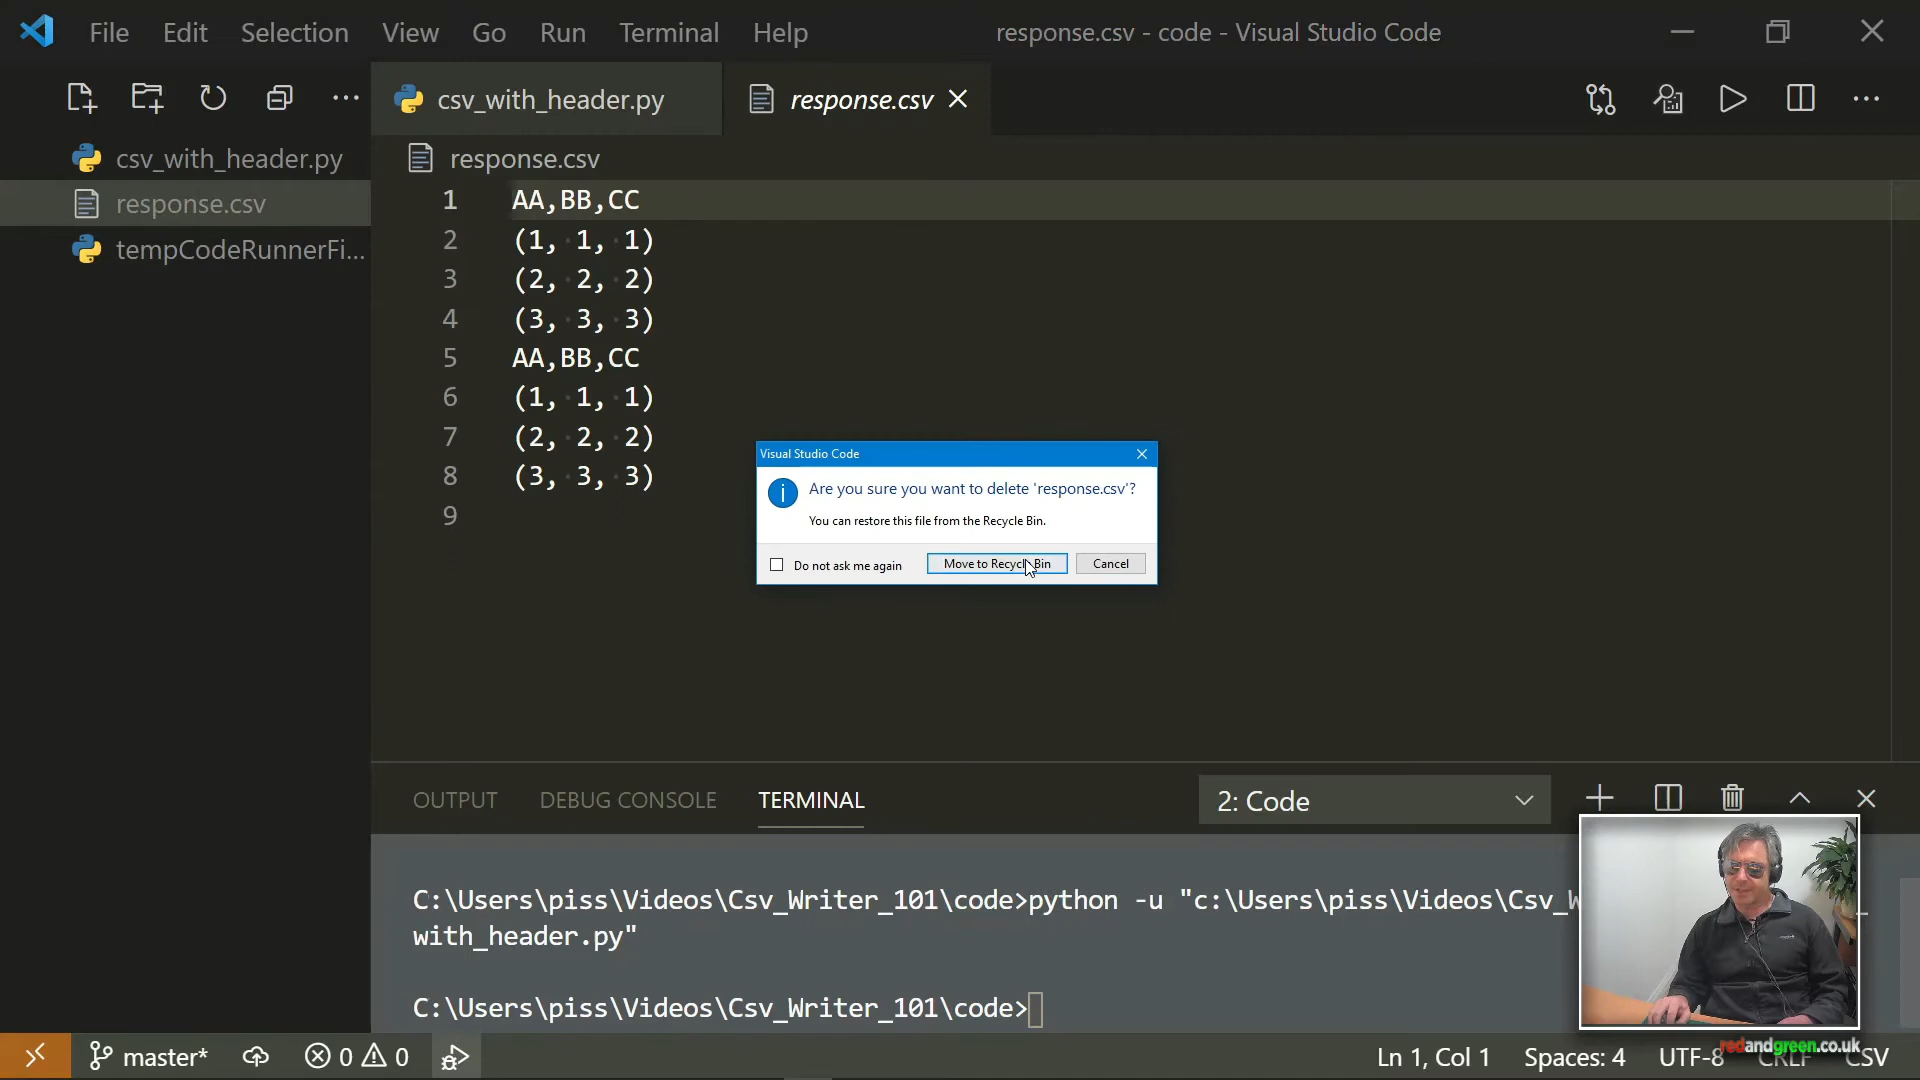 File Edit Selection View Go Run Terminal Help response.csv - code - Visual Studio Code
csv_with_header.py response.csv
csv_with_header.py
response.csv
tempCodeRunnerFi...
response.csv
1 AA,BB,CC
2 (1, 1, 1)
3 (2, 2, 2)
4 (3, 3, 3)
5 AA,BB,CC
6 (1, 1, 1)
7 (2, 2, 2)
8 (3, 3, 3)
9
Visual Studio Code
Are you sure you want to delete 'response.csv'?
You can restore this file from the Recycle Bin.
Do not ask me again Move to Recycle Bin Cancel
OUTPUT DEBUG CONSOLE TERMINAL 2: Code
C:\Users\piss\Videos\Csv_Writer_101\code>python -u "c:\Users\piss\Videos\Csv_W
with_header.py"
C:\Users\piss\Videos\Csv_Writer_101\code>
redandgreen.co.uk
master* 0 0 Ln 1, Col 1 Spaces: 4 UTF-8 CRLF CSV